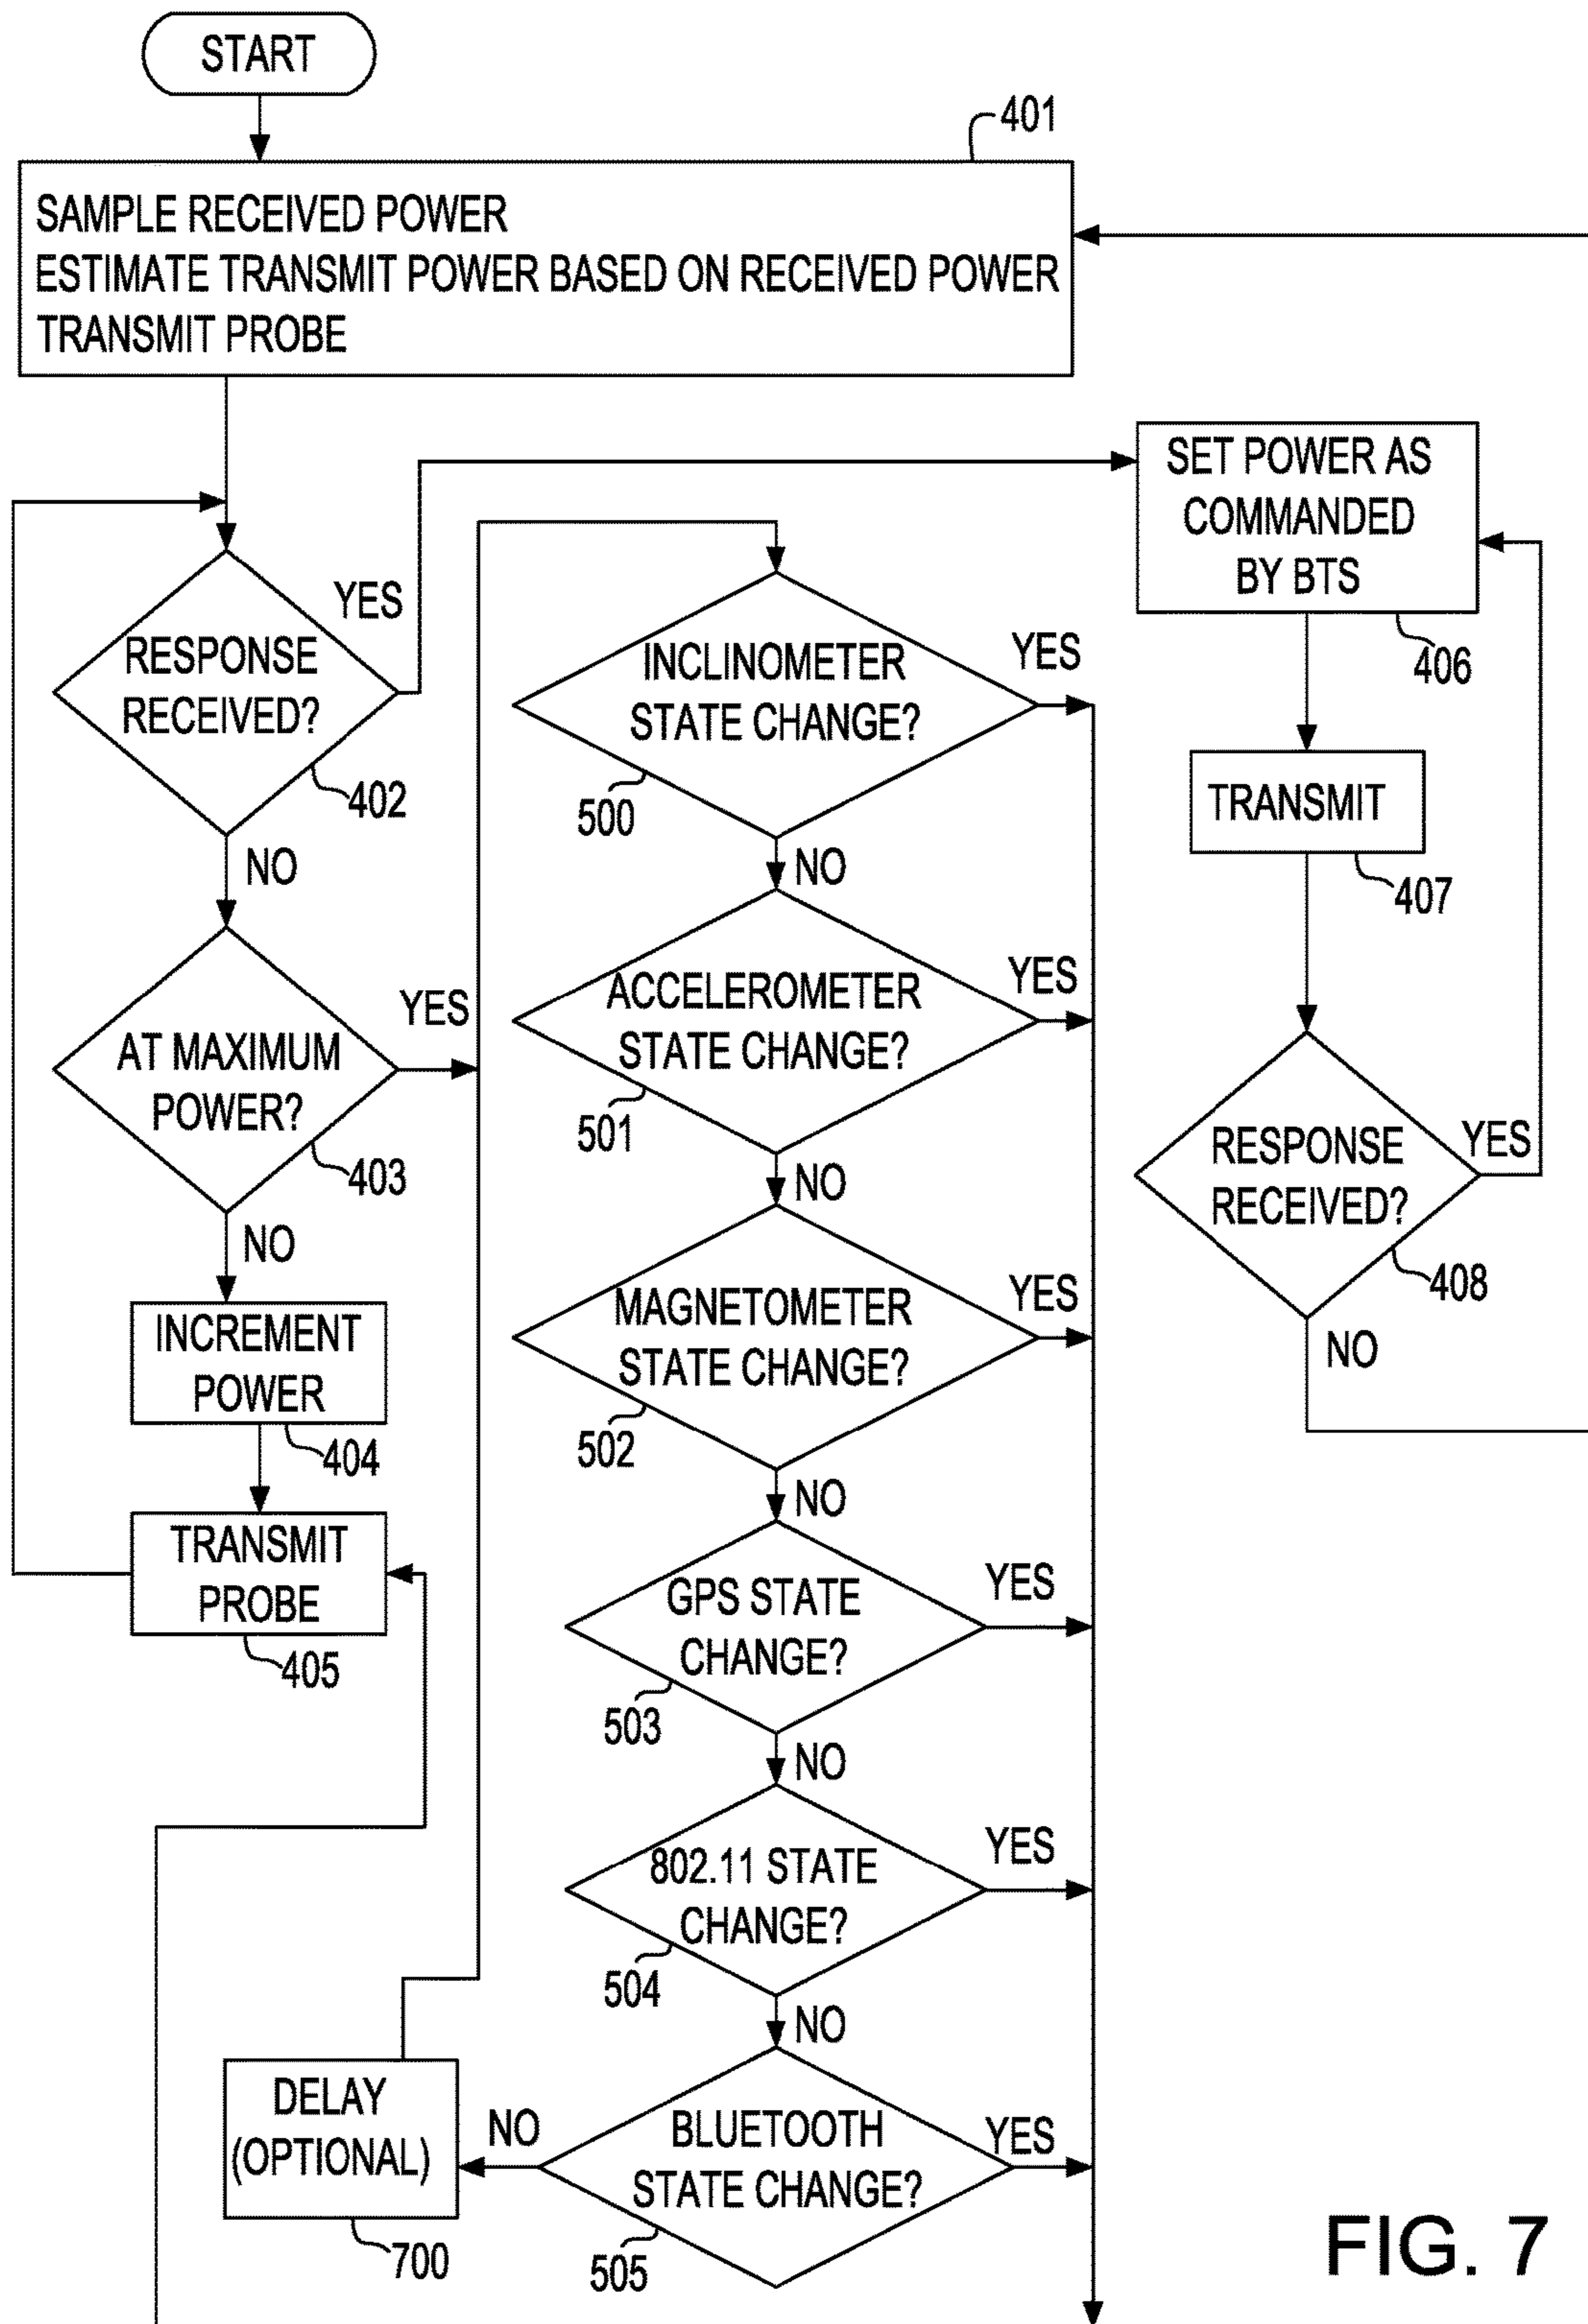 START
401
SAMPLE RECEIVED POWER
ESTIMATE TRANSMIT POWER BASED ON RECEIVED POWER
TRANSMIT PROBE
RESPONSE
RECEIVED?
YES
402
NO
AT MAXIMUM
POWER?
YES
403
NO
INCREMENT
POWER
404
TRANSMIT
PROBE
405
INCLINOMETER
STATE CHANGE?
YES
500
NO
ACCELEROMETER
STATE CHANGE?
YES
501
NO
MAGNETOMETER
STATE CHANGE?
YES
502
NO
GPS STATE
CHANGE?
YES
503
NO
802.11 STATE
CHANGE?
YES
504
NO
BLUETOOTH
STATE CHANGE?
YES
505
NO
DELAY
(OPTIONAL)
700
SET POWER AS
COMMANDED
BY BTS
406
TRANSMIT
407
RESPONSE
RECEIVED?
YES
408
NO
FIG. 7